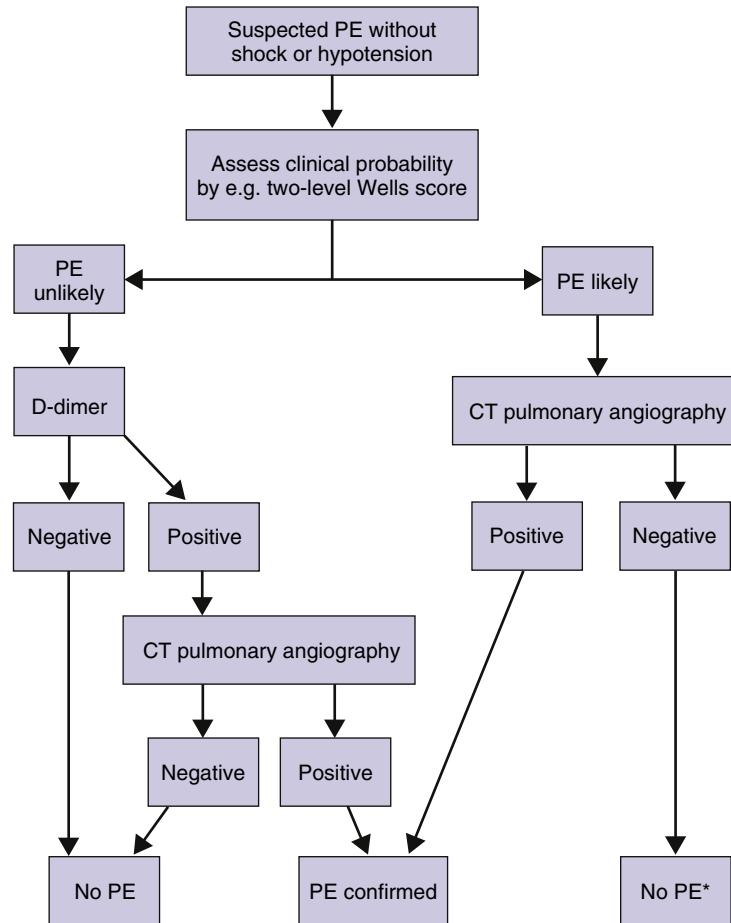 Suspected PE without
shock or hypotension
Assess clinical probability
by e.g. two-level Wells score
PE
unlikely
PE likely
D-dimer
CT pulmonary angiography
Negative
Positive
Positive
Negative
CT pulmonary angiography
Negative
Positive
No PE
PE confirmed
No PE*